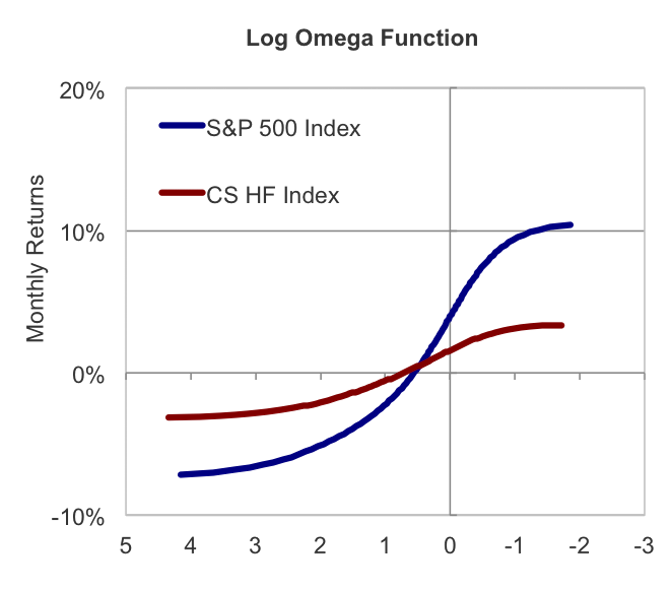 Log Omega Function
20%
S&P 500 Index
CS HF Index
10%
Monthly Returns
0%
-10%
5 4 3 2 1 0 -1 -2 -3